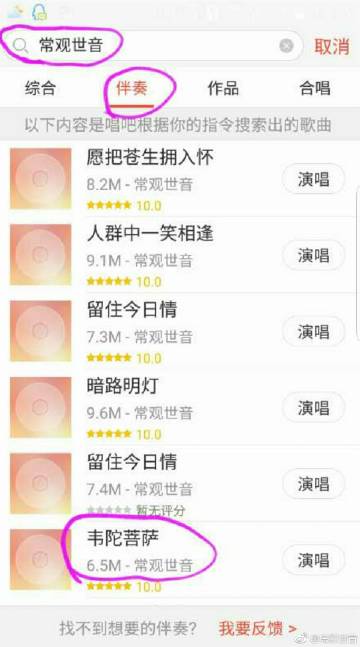 常观世音
取消
综合
伴奏
作品
合唱
以下内容是唱吧根据你的指令搜索出的歌曲
愿把苍生拥入怀
8.2M - 常观世音
10.0
演唱
人群中一笑相逢
9.1M - 常观世音
10.0
演唱
留住今日情
7.3M - 常观世音
10.0
演唱
暗路明灯
9.6M - 常观世音
10.0
演唱
留住今日情
7.4M - 常观世音
暂无评分
演唱
韦陀菩萨
6.5M - 常观世音
10.0
演唱
找不到想要的伴奏?
我要反馈 >